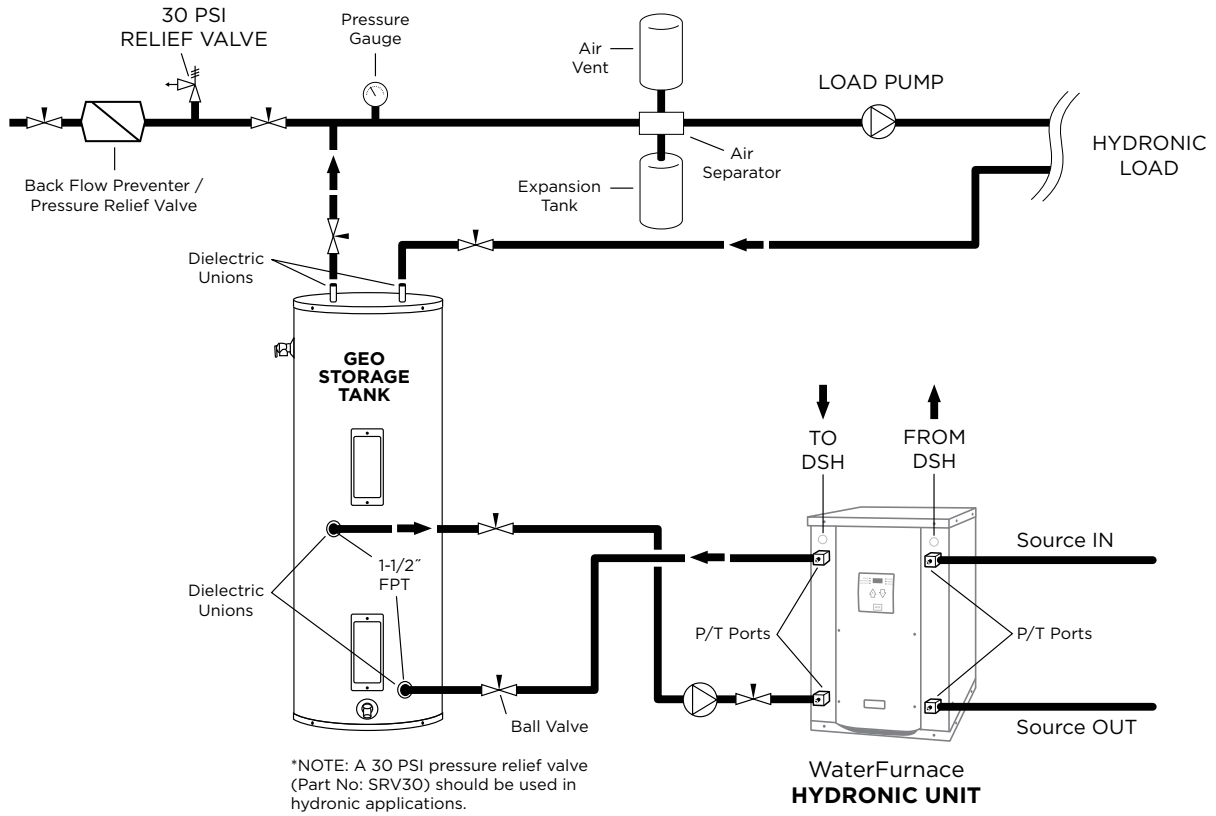 30 PSI
RELIEF VALVE
Pressure
Gauge
Air
Vent
LOAD PUMP
HYDRONIC
LOAD
Back Flow Preventer /
Pressure Relief Valve
Expansion
Tank
Air
Separator
Dielectric
Unions
GEO
STORAGE
TANK
TO
DSH
FROM
DSH
1-1/2″
FPT
Dielectric
Unions
Source IN
P/T Ports
P/T Ports
Ball Valve
Source OUT
*NOTE: A 30 PSI pressure relief valve
(Part No: SRV30) should be used in
hydronic applications.
WaterFurnace
HYDRONIC UNIT